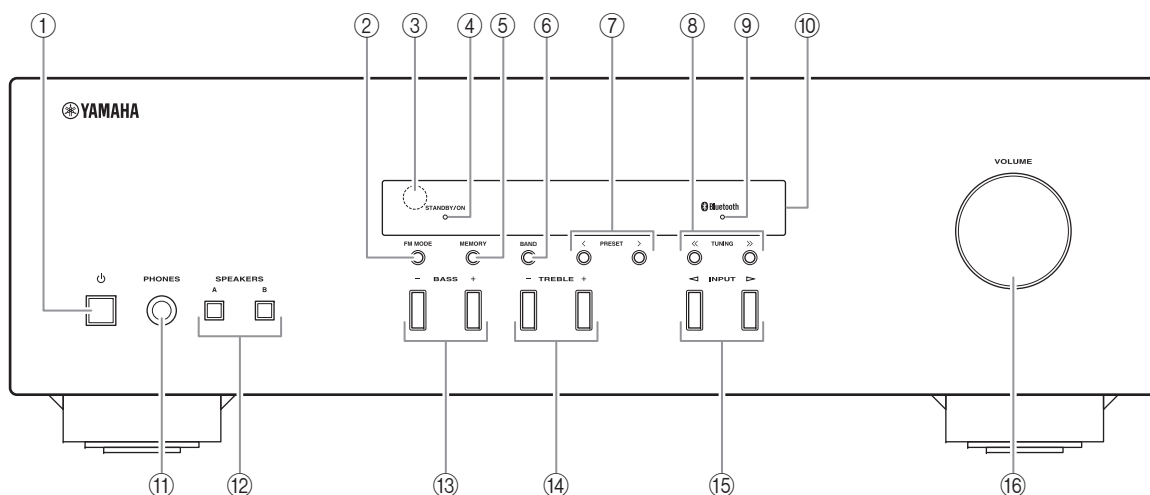 ① ② ③ ④ ⑤ ⑥ ⑦ ⑧ ⑨ ⑩
YAMAHA
VOLUME
STANDBY/ON
Bluetooth
FM MODE MEMORY BAND < PRESET > << TUNING >>
PHONES SPEAKERS
A B
− BASS + − TREBLE + ◁ INPUT ▷
⑪ ⑫ ⑬ ⑭ ⑮ ⑯